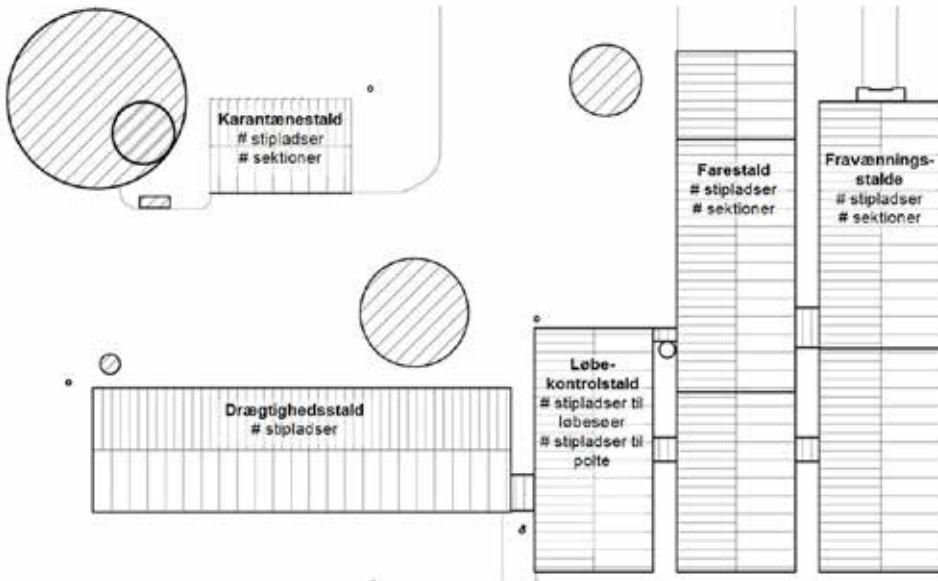 Karantænestald
# stipladser
# sektioner
Farestald
# stipladser
# sektioner
Fravænnings-
stalde
# stipladser
# sektioner
Løbe-
kontrolstald
# stipladser til
løbesøer
# stipladser til
polte
Drægtighedsstald
# stipladser